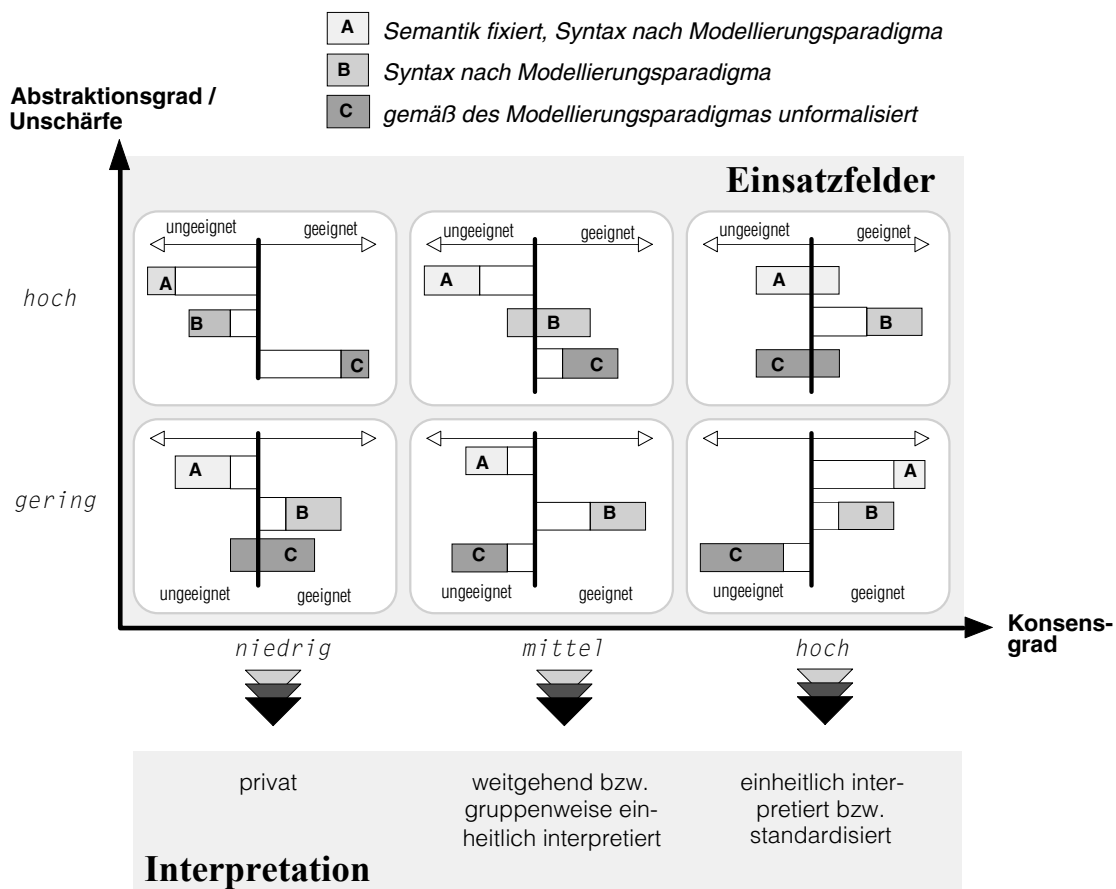 A Semantik fixiert, Syntax nach Modellierungsparadigma
B Syntax nach Modellierungsparadigma
C gemäß des Modellierungsparadigmas unformalisiert
Abstraktionsgrad /
Unschärfe
Einsatzfelder
hoch
ungeeignet geeignet
A
B
C
ungeeignet geeignet
A
B
C
ungeeignet geeignet
A
B
C
gering
A
B
C
ungeeignet geeignet
A
B
C
ungeeignet geeignet
A
B
C
ungeeignet geeignet
Konsens-
grad
niedrig mittel hoch
privat
weitgehend bzw.
gruppenweise ein-
heitlich interpretiert
einheitlich inter-
pretiert bzw.
standardisiert
Interpretation